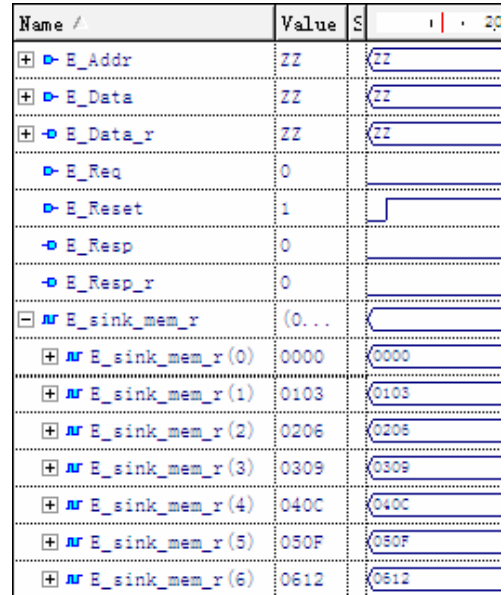 Name Value S 20
E_Addr ZZ ZZ
E_Data ZZ ZZ
E_Data_r ZZ ZZ
E_Req 0
E_Reset 1
E_Resp 0
E_Resp_r 0
E_sink_mem_r (0...
E_sink_mem_r(0) 0000 0000
E_sink_mem_r(1) 0103 0103
E_sink_mem_r(2) 0206 0206
E_sink_mem_r(3) 0309 0309
E_sink_mem_r(4) 040C 040C
E_sink_mem_r(5) 050F 050F
E_sink_mem_r(6) 0612 0612